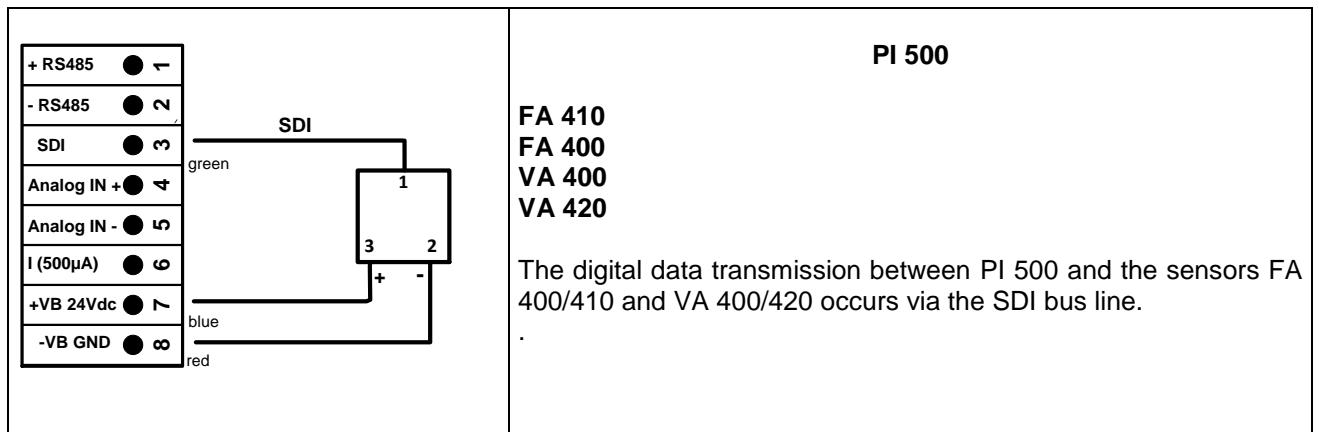 + RS485 1
- RS485 2
SDI 3
Analog IN + 4
Analog IN - 5
I (500µA) 6
+VB 24Vdc 7
-VB GND 8
SDI
green
1
3 2
+ -
blue
red
PI 500
FA 410
FA 400
VA 400
VA 420
The digital data transmission between PI 500 and the sensors FA
400/410 and VA 400/420 occurs via the SDI bus line.
.